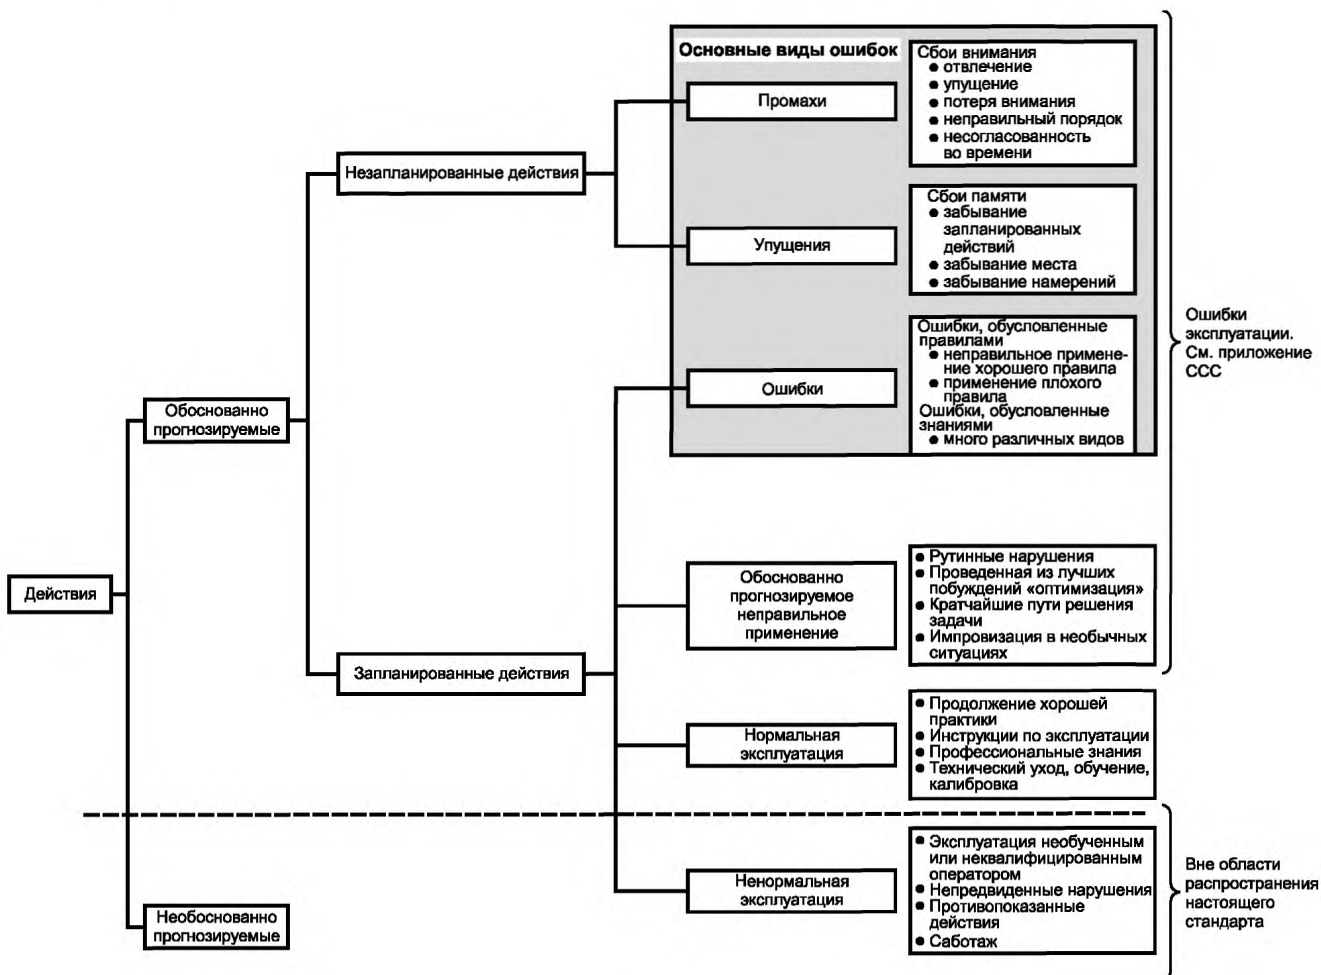 Основные виды ошибок
Промахи
Сбои внимания
● отвлечение
● упущение
● потеря внимания
● неправильный порядок
● несогласованность
во времени
Незапланированные действия
Упущения
Сбои памяти
● забывание
запланированных
действий
● забывание места
● забывание намерений
Ошибки
эксплуатации.
См. приложение
ССС
Ошибки
Ошибки, обусловленные
правилами
● неправильное примене-
ние хорошего правила
● применение плохого
правила
Ошибки, обусловленные
знаниями
● много различных видов
Обоснованно
прогнозируемые
Действия
Обоснованно
прогнозируемое
неправильное
применение
● Рутинные нарушения
● Проведенная из лучших
побуждений «оптимизация»
● Кратчайшие пути решения
задачи
● Импровизация в необычных
ситуациях
Запланированные действия
Нормальная
эксплуатация
● Продолжение хорошей
практики
● Инструкции по эксплуатации
● Профессиональные знания
● Технический уход, обучение,
калибровка
Ненормальная
эксплуатация
● Эксплуатация необученным
или неквалифицированным
оператором
● Непредвиденные нарушения
● Противопоказанные
действия
● Саботаж
Вне области
распространения
настоящего
стандарта
Необоснованно
прогнозируемые